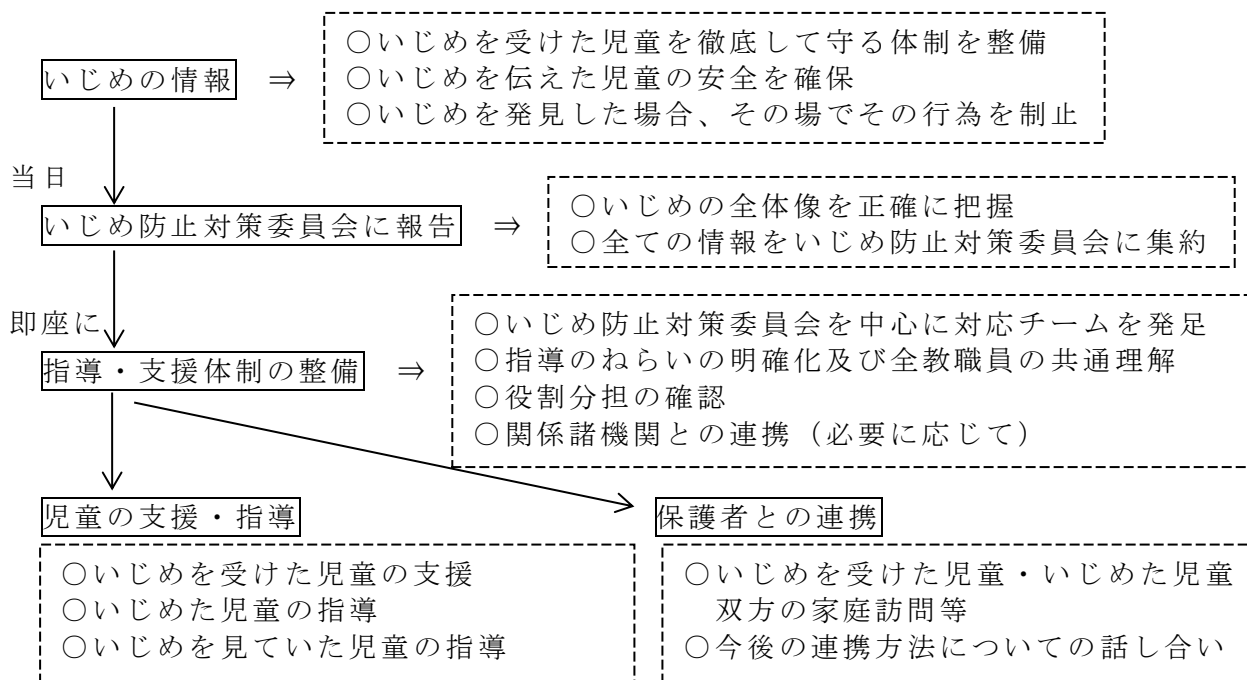 ○いじめを受けた児童を徹底して守る体制を整備
いじめの情報 ⇒ ○いじめを伝えた児童の安全を確保
○いじめを発見した場合、その場でその行為を制止
当日
いじめ防止対策委員会に報告 ⇒ ○いじめの全体像を正確に把握
○全ての情報をいじめ防止対策委員会に集約
即座に
○いじめ防止対策委員会を中心に対応チームを発足
指導・支援体制の整備 ⇒ ○指導のねらいの明確化及び全教職員の共通理解
○役割分担の確認
○関係諸機関との連携（必要に応じて）
児童の支援・指導
○いじめを受けた児童の支援
○いじめた児童の指導
○いじめを見ていた児童の指導
保護者との連携
○いじめを受けた児童・いじめた児童
双方の家庭訪問等
○今後の連携方法についての話し合い